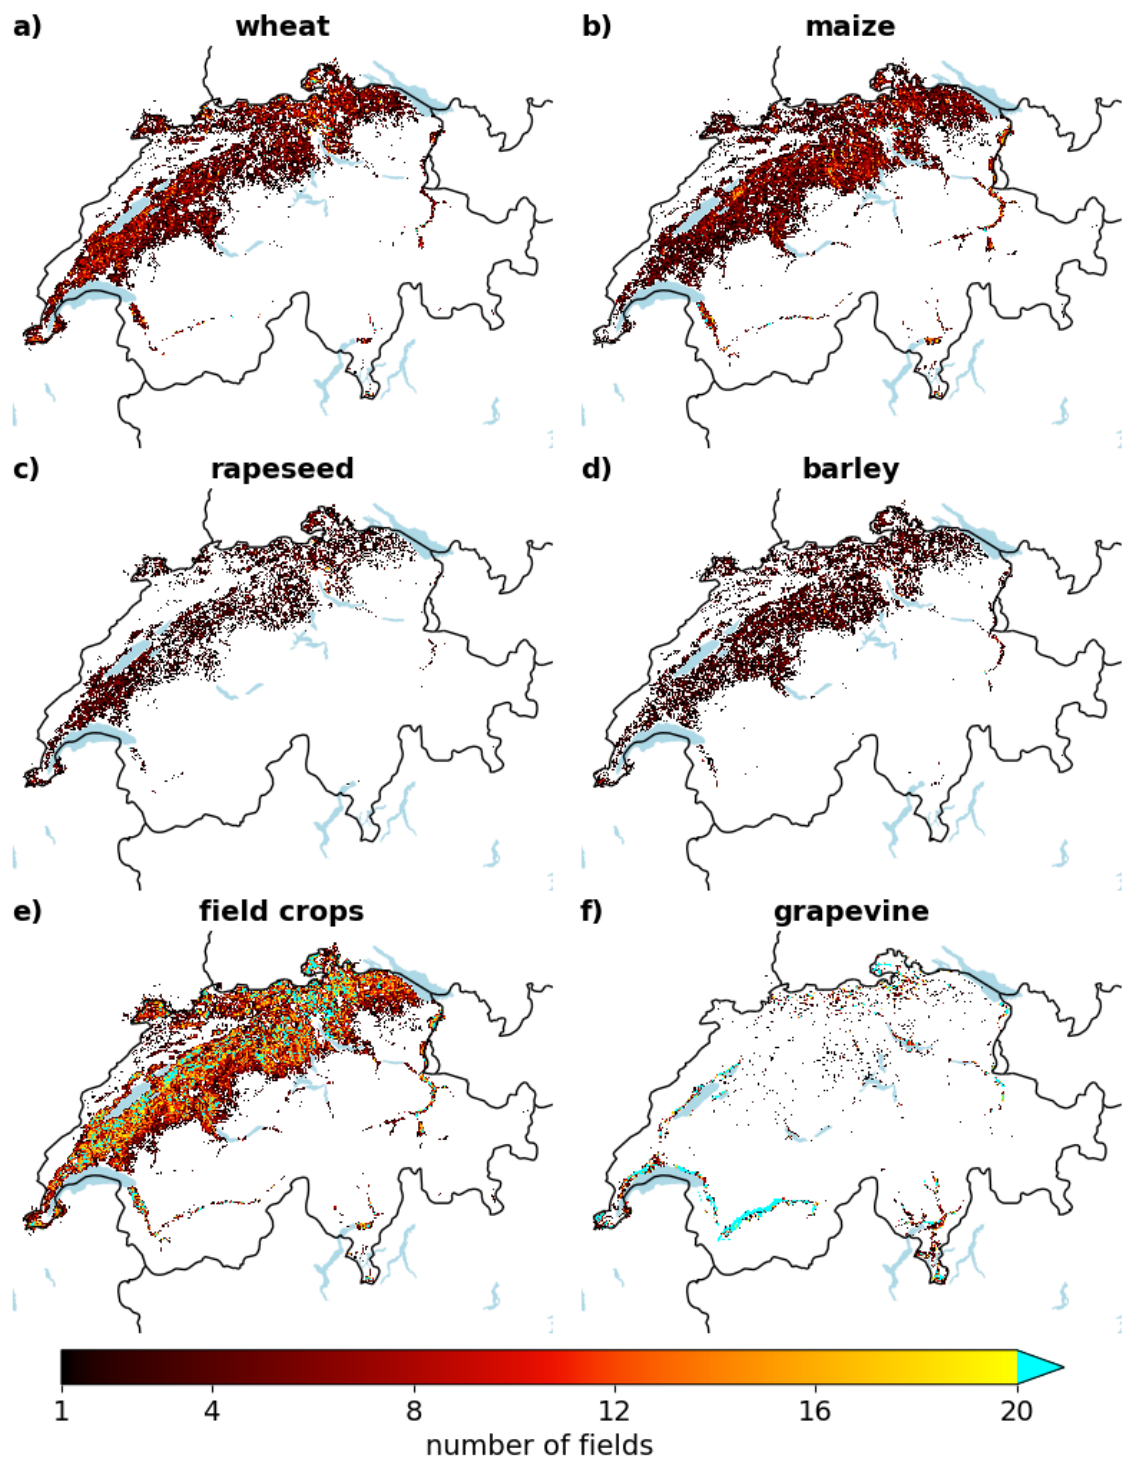 a) wheat
b) maize
c) rapeseed
d) barley
e) field crops
f) grapevine
1 4 8 12 16 20
number of fields